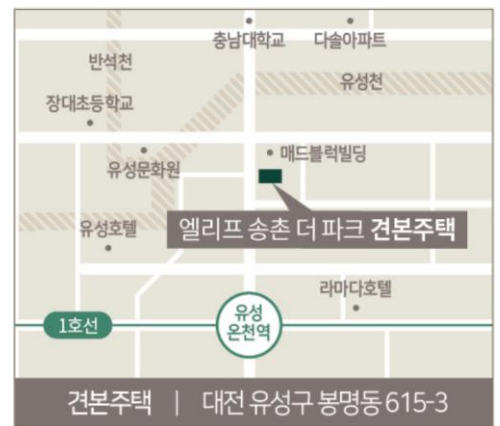 충남대학교
다솔아파트
반석천
유성천
장대초등학교
매드블럭빌딩
유성문화원
유성호텔
엘리프 송촌 더 파크 견본주택
라마다호텔
1호선
유성
온천역
견본주택 | 대전 유성구 봉명동 615-3